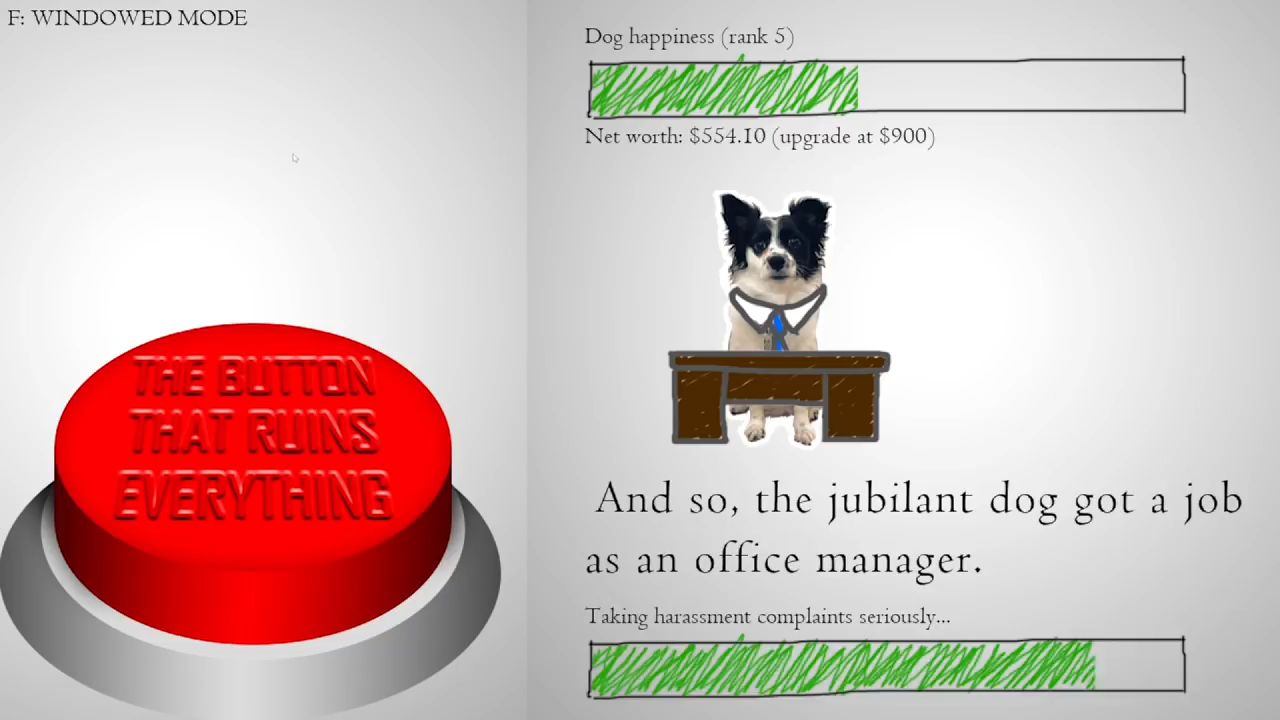 F: WINDOWED MODE
Dog happiness (rank 5)
Net worth: $554.10 (upgrade at $900)
THE BUTTON
THAT RUINS
EVERYTHING
And so, the jubilant dog got a job
as an office manager.
Taking harassment complaints seriously...